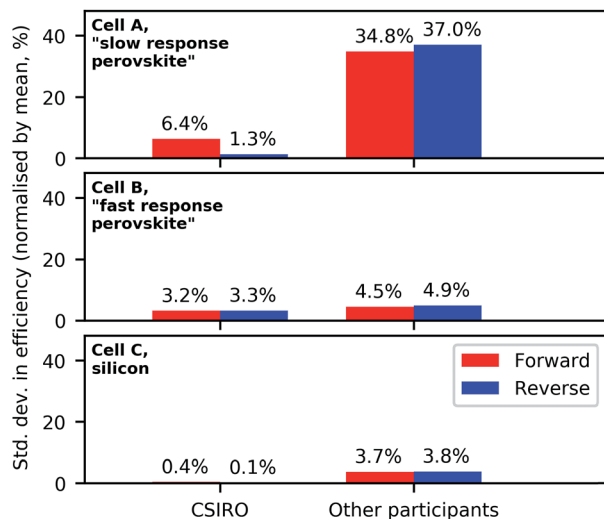 Std. dev. in efficiency (normalised by mean, %)
Cell A,
"slow response
perovskite"
40
20
0
6.4%
1.3%
34.8%
37.0%
Cell B,
"fast response
perovskite"
40
20
0
3.2%
3.3%
4.5%
4.9%
Cell C,
silicon
40
20
0
0.4%
0.1%
3.7%
3.8%
Forward
Reverse
CSIRO
Other participants